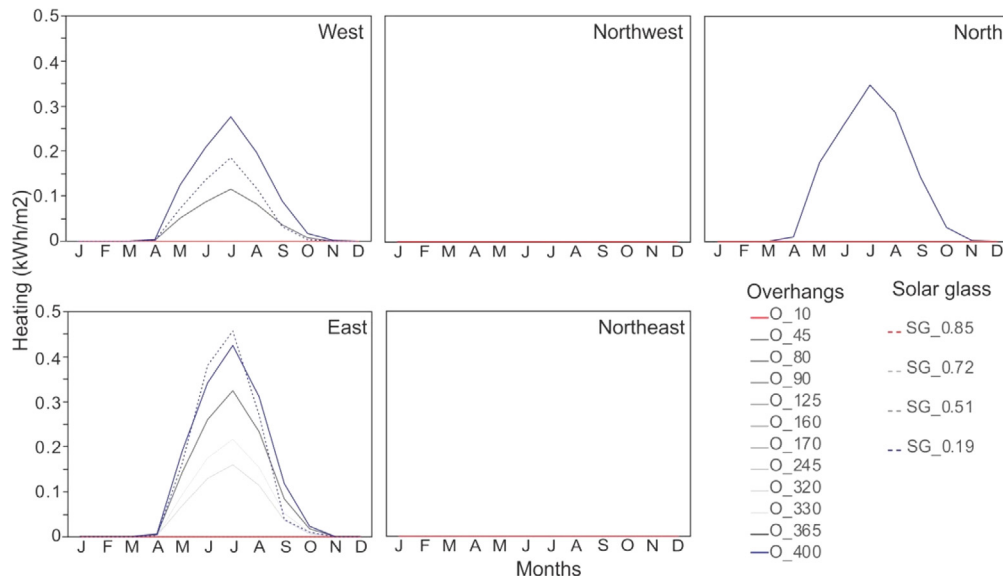 Heating (kWh/m2)
West
0.5
0.4
0.3
0.2
0.1
0
J F M A M J J A S O N D
Northwest
J F M A M J J A S O N D
North
J F M A M J J A S O N D
East
0.5
0.4
0.3
0.2
0.1
0
J F M A M J J A S O N D
Northeast
J F M A M J J A S O N D
Months
Overhangs
O_10
O_45
O_80
O_90
O_125
O_160
O_170
O_245
O_320
O_330
O_365
O_400
Solar glass
SG_0.85
SG_0.72
SG_0.51
SG_0.19